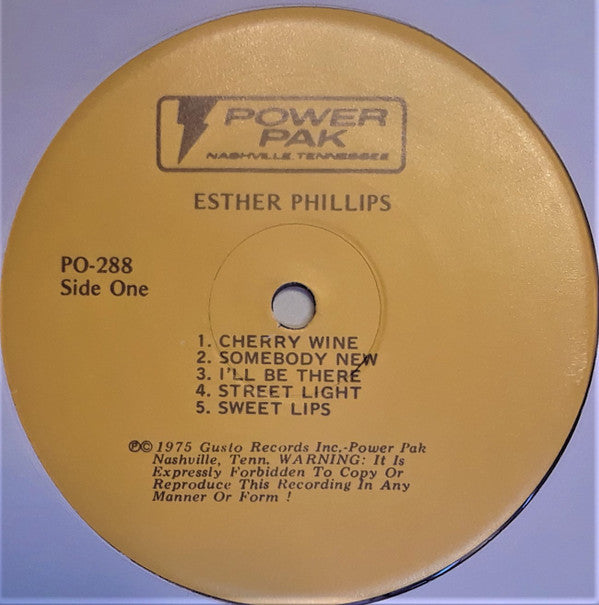 POWER
PAK
NASHVILLE, TENNESSEE
ESTHER PHILLIPS
PO-288
Side One
1. CHERRY WINE
2. SOMEBODY NEW
3. I'LL BE THERE
4. STREET LIGHT
5. SWEET LIPS
℗© 1975 Gusto Records Inc.-Power Pak
Nashville, Tenn. WARNING: It Is
Expressly Forbidden To Copy Or
Reproduce This Recording In Any
Manner Or Form !